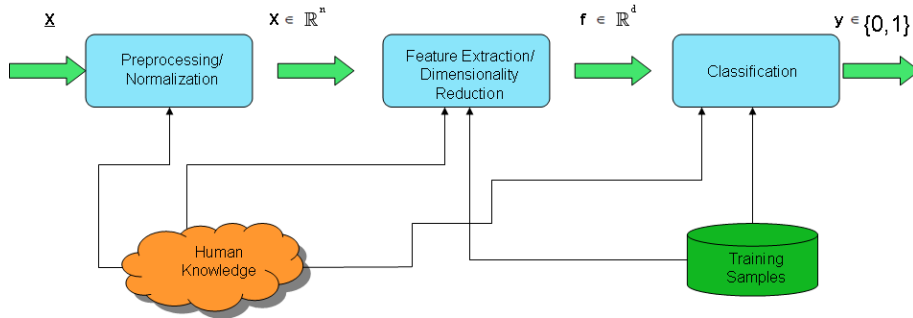 X
X ∈ ℝⁿ
f ∈ ℝᵈ
y ∈ {0,1}
Preprocessing/
Normalization
Feature Extraction/
Dimensionality
Reduction
Classification
Human
Knowledge
Training
Samples